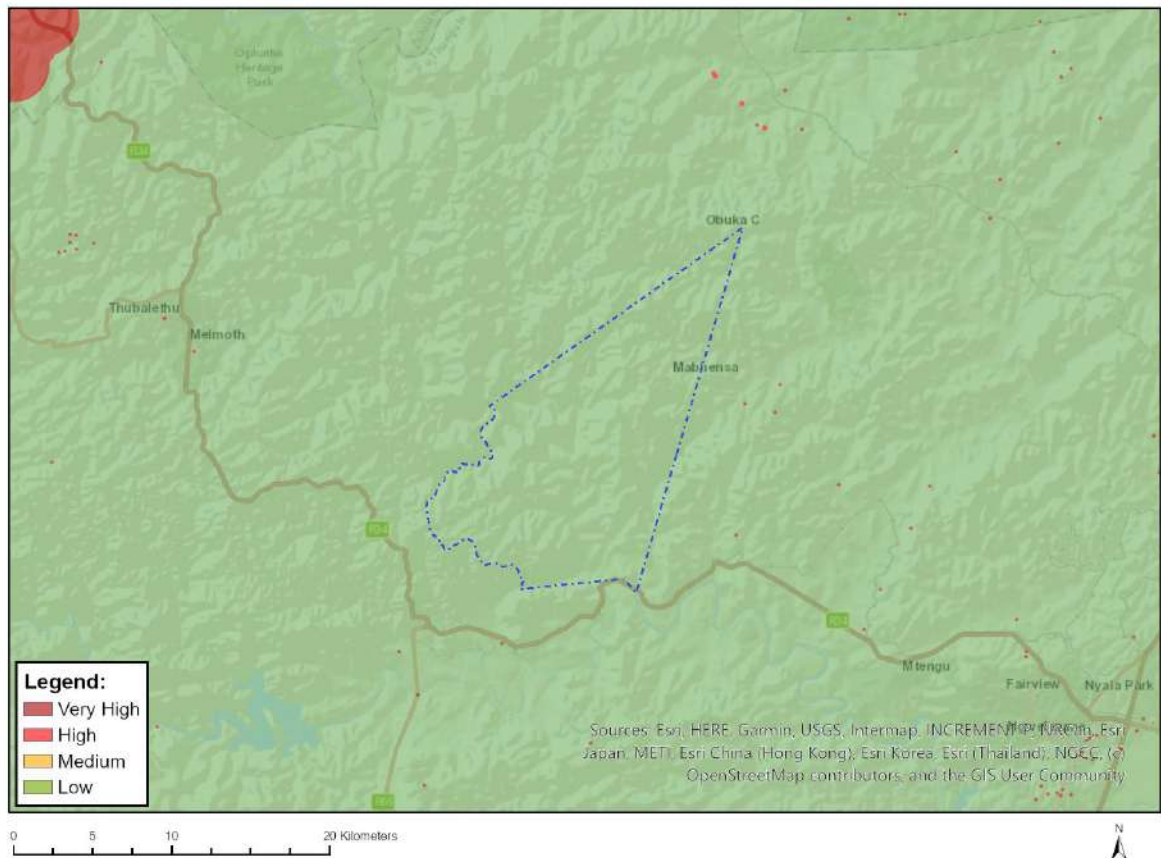 Ophathe
Heritage
Park
R34
Obuka C
Thubalethu
Melmoth
Mabhensa
R34
R34
Mtengu
Fairview
Nyala Park
Legend:
Very High
High
Medium
Low
Sources: Esri, HERE, Garmin, USGS, Intermap, INCREMENT P, NRCan, Esri
Japan, METI, Esri China (Hong Kong), Esri Korea, Esri (Thailand), NGCC, (c)
OpenStreetMap contributors, and the GIS User Community
0 5 10 20 Kilometers
N